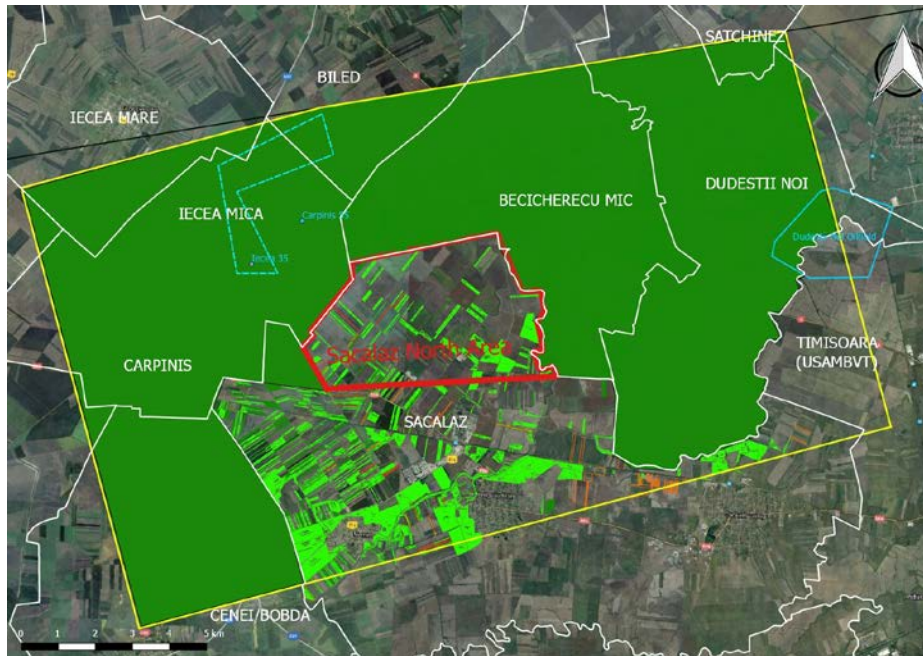 SATCHINEZ
BILED
IECEA MARE
DUDESTII NOI
BECICHERECU MIC
IECEA MICA
Carpinis 55
Iecea 35
Sacalaz North Area
TIMISOARA
(USAMBVT)
CARPINIS
SACALAZ
CENEI/BOBDA
0 1 2 3 4 5 km